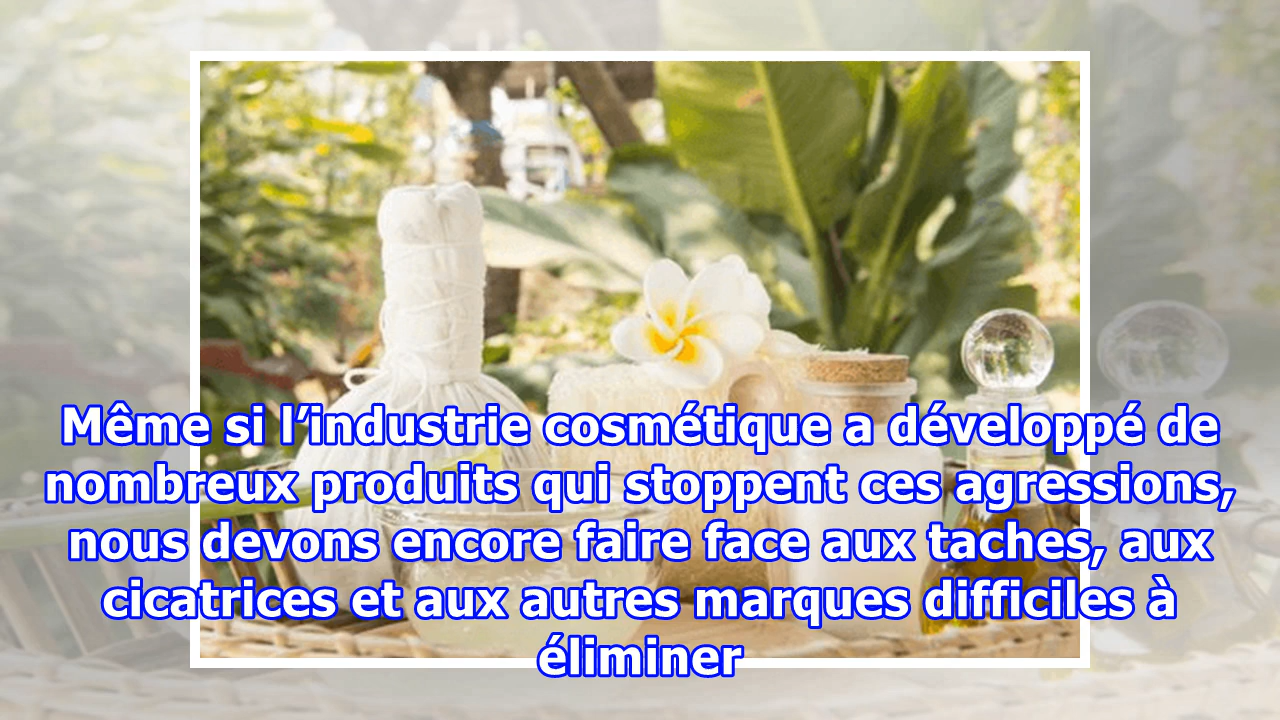 Même si l’industrie cosmétique a développé de
nombreux produits qui stoppent ces agressions,
nous devons encore faire face aux taches, aux
cicatrices et aux autres marques difficiles à
éliminer